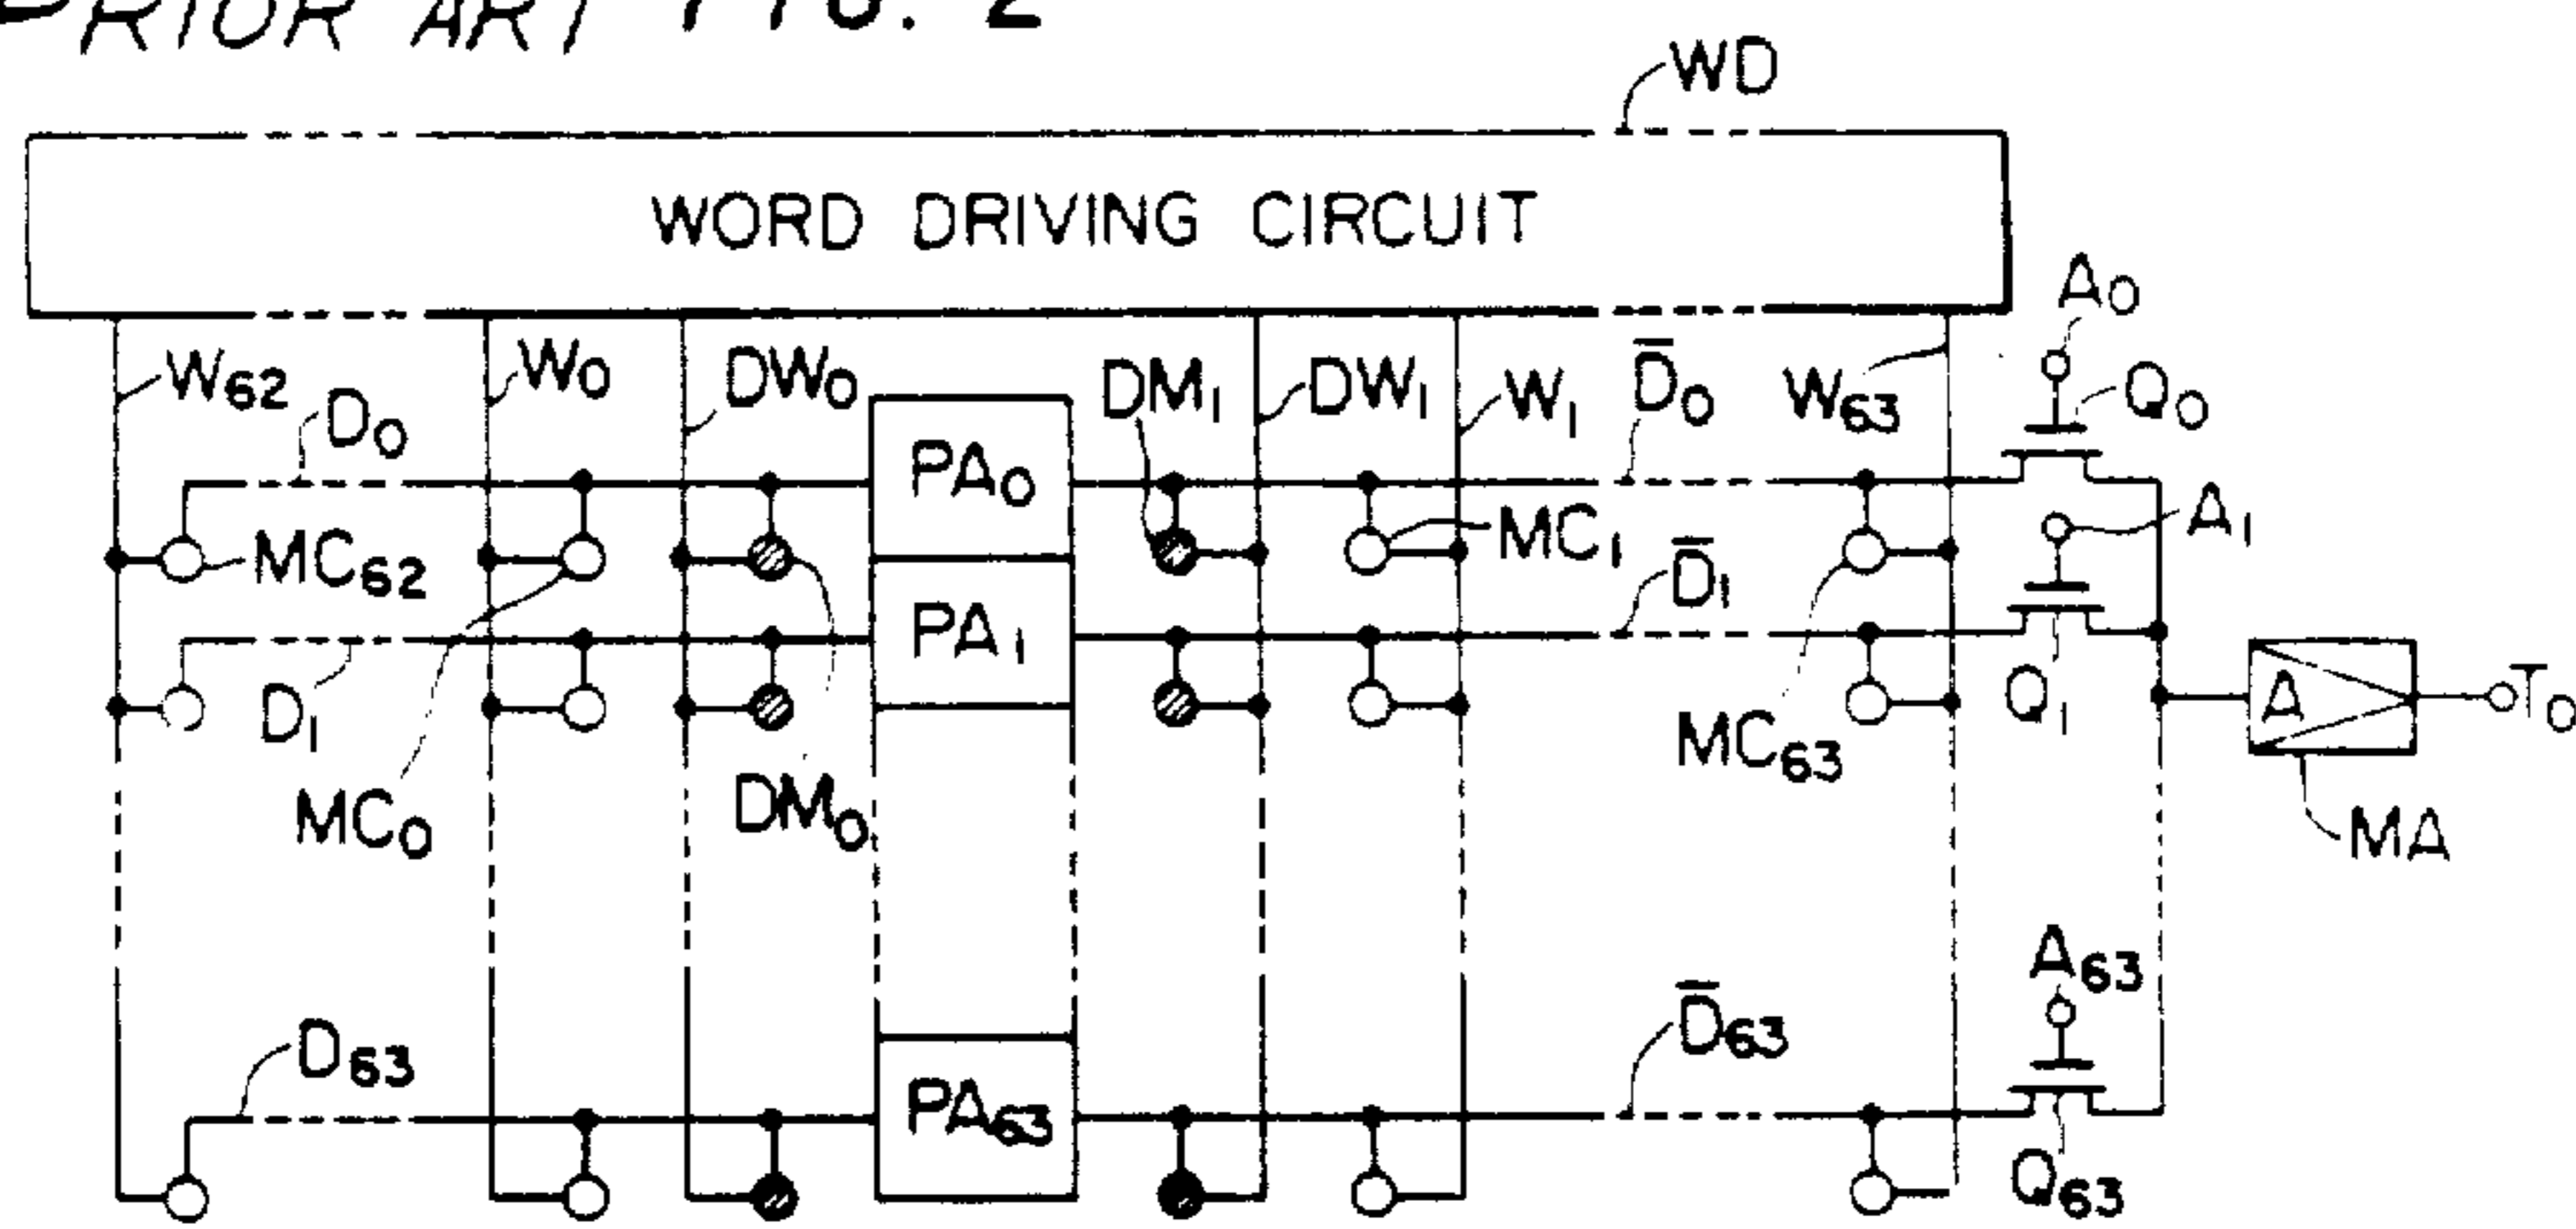 PRIOR ART FIG. 2
WD
WORD DRIVING CIRCUIT
A₀
W₆₂ D₀ W₀ DW₀ DM₁ DW₁ W₁ D̅₀ W₆₃ Q₀
PA₀
MC₆₂ MC₁ D̅₁ A₁
PA₁
D₁ MC₀ DM₀ MC₆₃ Q₁ A T₀
MA
A₆₃
D₆₃ PA₆₃ D̅₆₃
Q₆₃